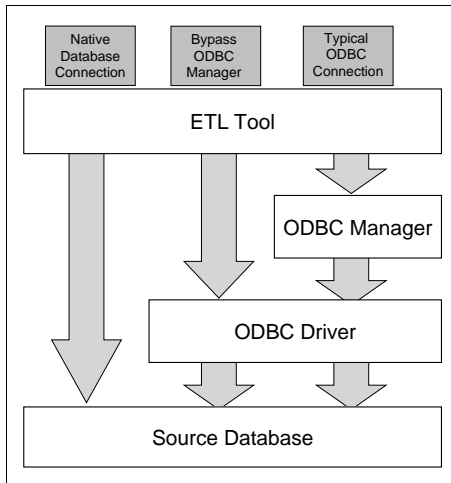 Native
Database
Connection
Bypass
ODBC
Manager
Typical
ODBC
Connection
ETL Tool
ODBC Manager
ODBC Driver
Source Database